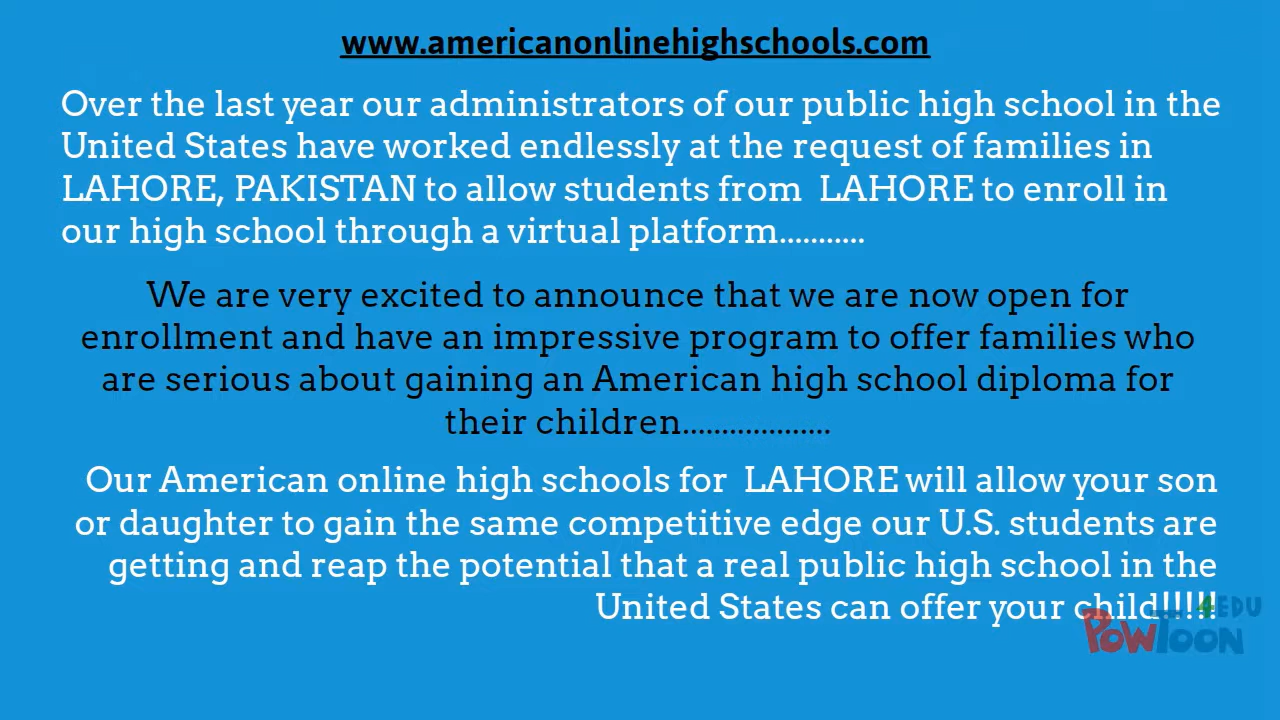 www.americanonlinehighschools.com
Over the last year our administrators of our public high school in the
United States have worked endlessly at the request of families in
LAHORE, PAKISTAN to allow students from LAHORE to enroll in
our high school through a virtual platform...........
We are very excited to announce that we are now open for
enrollment and have an impressive program to offer families who
are serious about gaining an American high school diploma for
their children...................
Our American online high schools for LAHORE will allow your son
or daughter to gain the same competitive edge our U.S. students are
getting and reap the potential that a real public high school in the
United States can offer your child!!!!!
4EDU
POWTOON